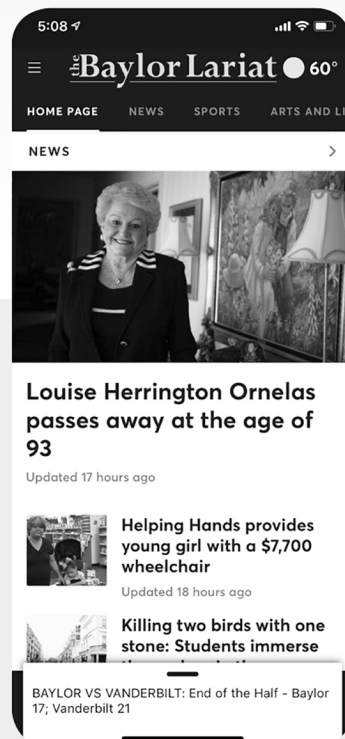 5:08
the Baylor Lariat 60°
HOME PAGE NEWS SPORTS ARTS AND LI
NEWS
Louise Herrington Ornelas
passes away at the age of
93
Updated 17 hours ago
Helping Hands provides
young girl with a $7,700
wheelchair
Updated 18 hours ago
Killing two birds with one
stone: Students immerse
BAYLOR VS VANDERBILT: End of the Half - Baylor
17; Vanderbilt 21